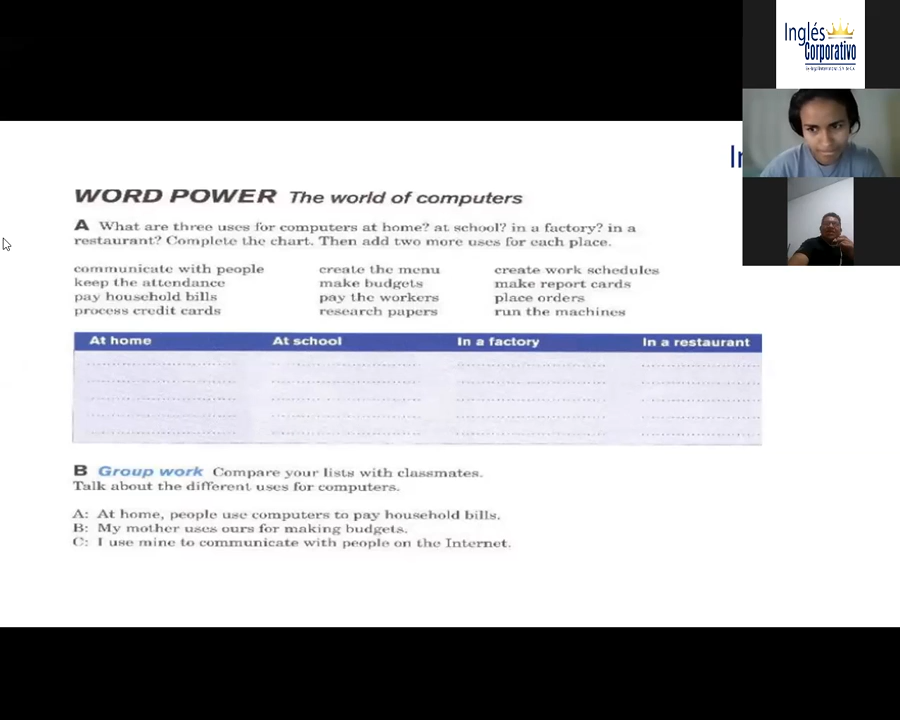 Inglés
Corporativo
WORD POWER The world of computers
A What are three uses for computers at home? at school? in a factory? in a
restaurant? Complete the chart. Then add two more uses for each place.
communicate with people create the menu create work schedules
keep the attendance make budgets make report cards
pay household bills pay the workers place orders
process credit cards research papers run the machines
At home At school In a factory In a restaurant
B Group work Compare your lists with classmates.
Talk about the different uses for computers.
A: At home, people use computers to pay household bills.
B: My mother uses ours for making budgets.
C: I use mine to communicate with people on the Internet.